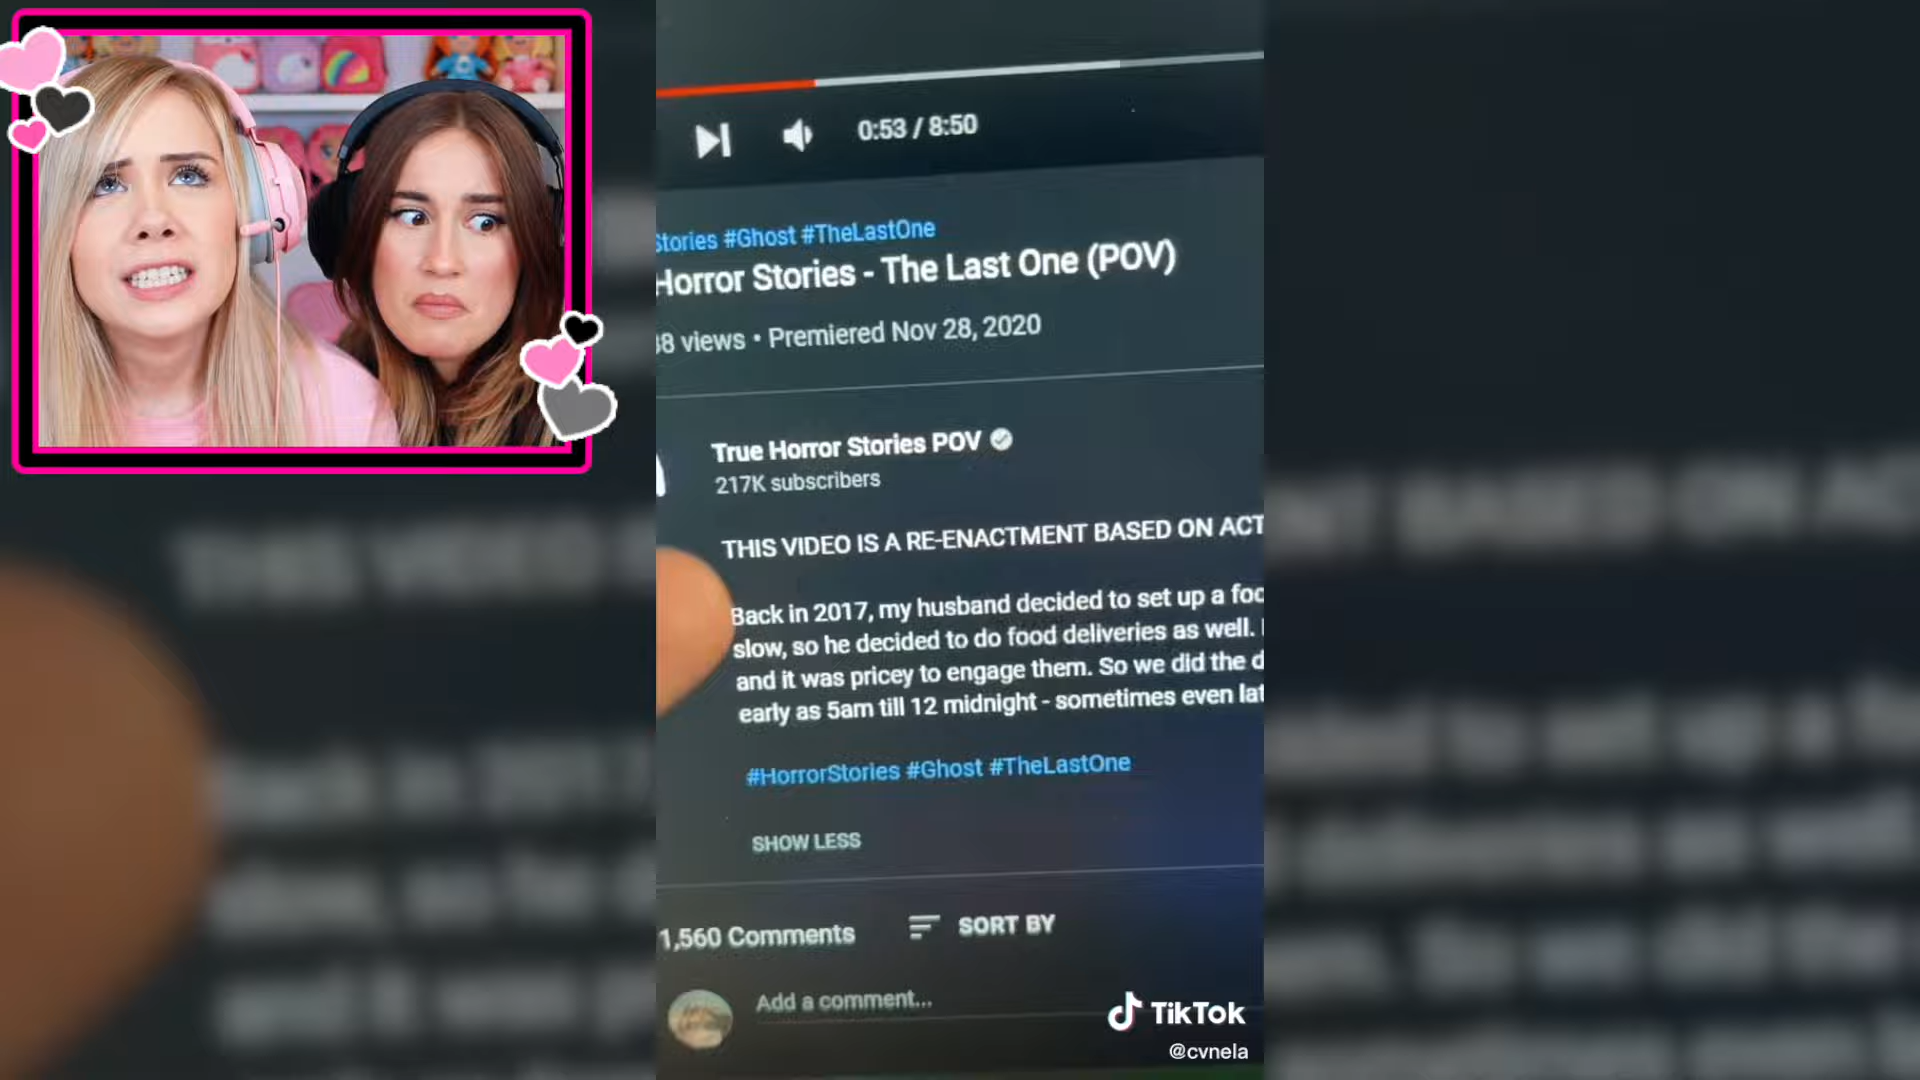 0:53 / 8:50
Stories #Ghost #TheLastOne
Horror Stories - The Last One (POV)
38 views • Premiered Nov 28, 2020
True Horror Stories POV
217K subscribers
THIS VIDEO IS A RE-ENACTMENT BASED ON ACT
Back in 2017, my husband decided to set up a foo
slow, so he decided to do food deliveries as well.
and it was pricey to engage them. So we did the d
early as 5am till 12 midnight - sometimes even lat
#HorrorStories #Ghost #TheLastOne
SHOW LESS
1,560 Comments
SORT BY
Add a comment...
TikTok
@cvnela